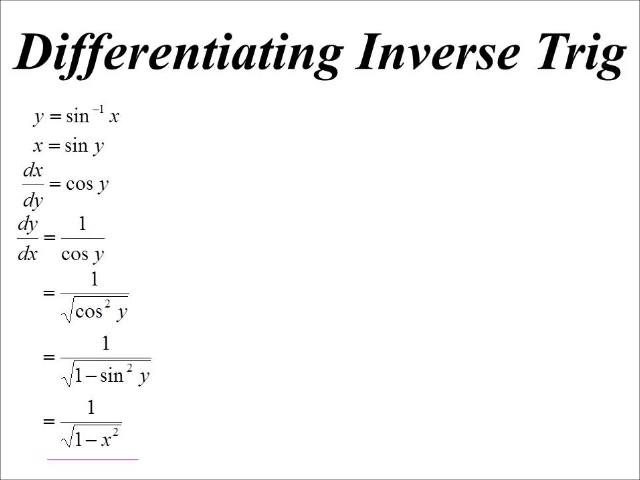 Differentiating Inverse Trig
y = sin⁻¹ x
x = sin y
dx/dy = cos y
dy/dx = 1/cos y
= 1/√cos² y
= 1/√1 − sin² y
= 1/√1 − x²